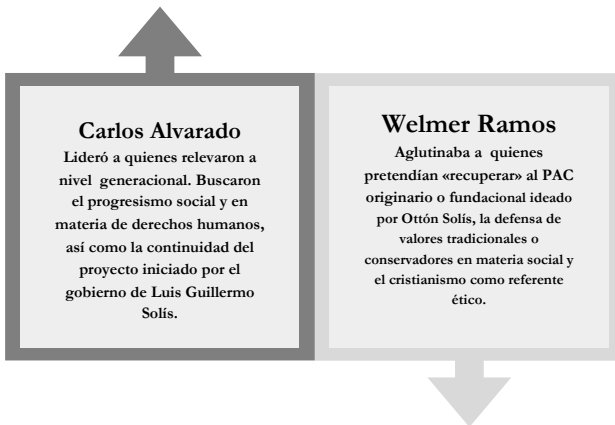 Carlos Alvarado
Lideró a quienes relevaron a
nivel generacional. Buscaron
el progresismo social y en
materia de derechos humanos,
así como la continuidad del
proyecto iniciado por el
gobierno de Luis Guillermo
Solís.
Welmer Ramos
Aglutinaba a quienes
pretendían «recuperar» al PAC
originario o fundacional ideado
por Ottón Solís, la defensa de
valores tradicionales o
conservadores en materia social y
el cristianismo como referente
ético.